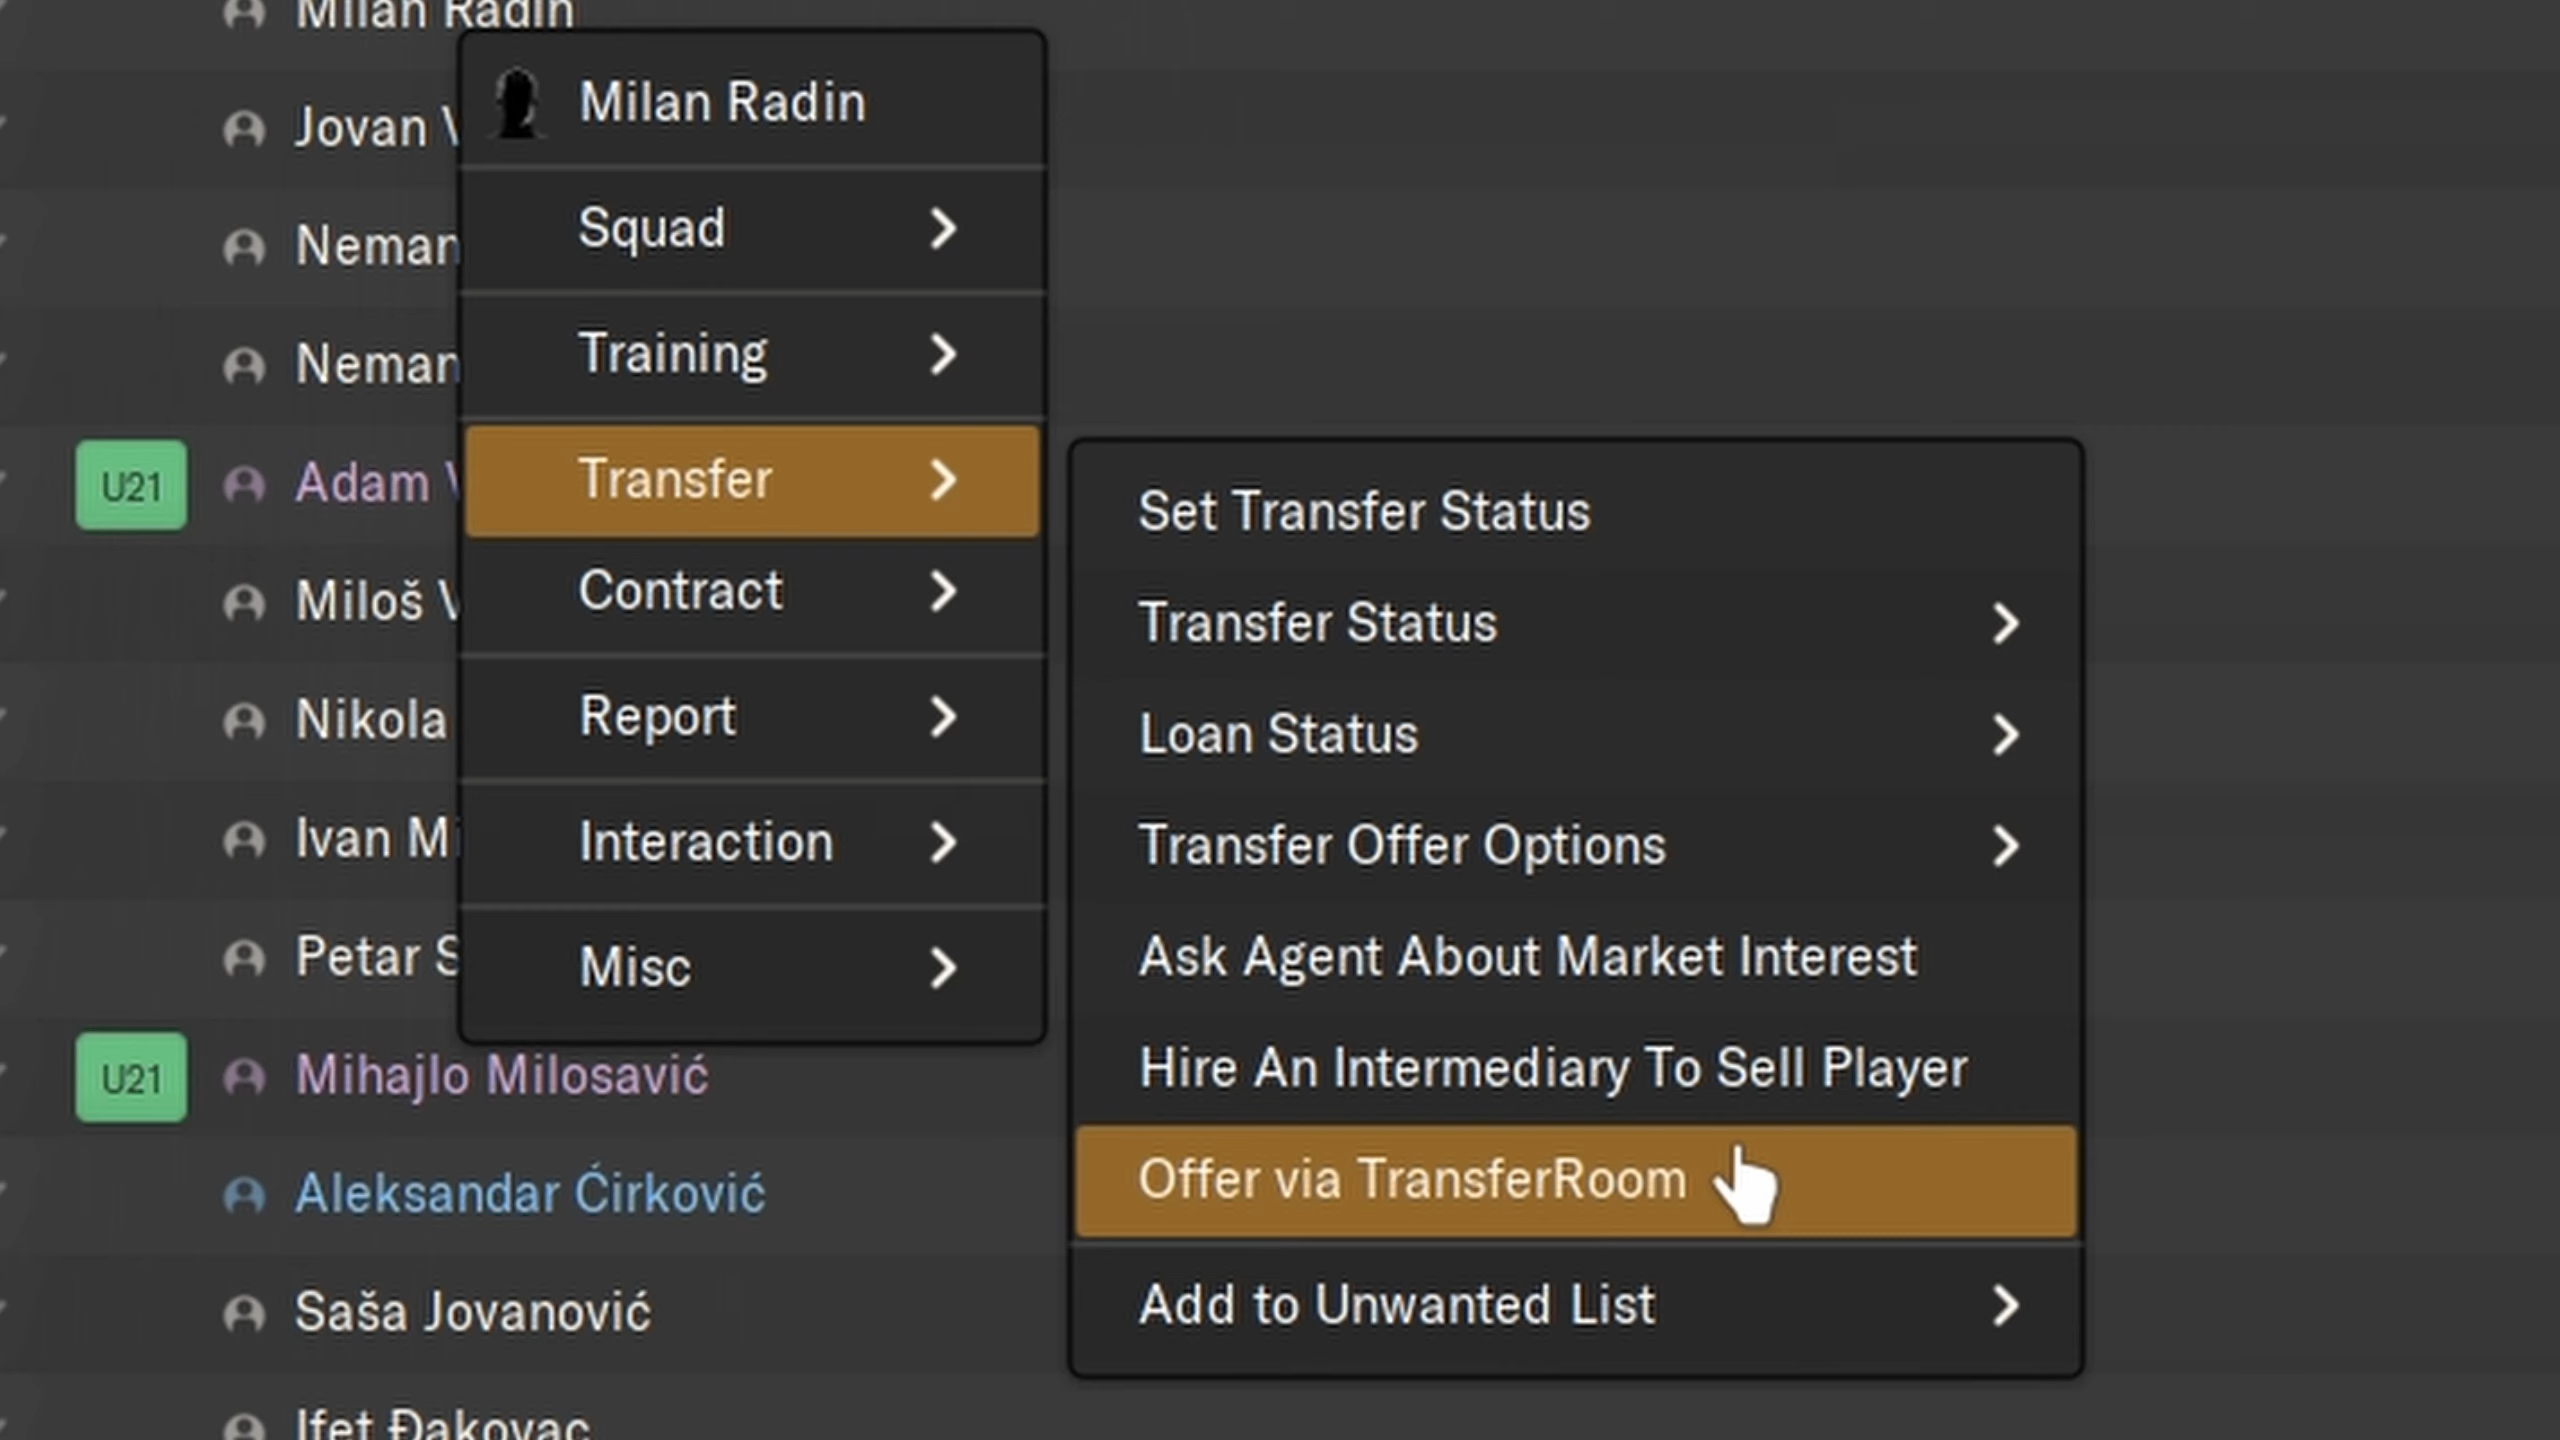 Milan Radin
Milan Radin
Jovan
Squad
Neman
Training
Neman
U21 Adam
Transfer
Set Transfer Status
Contract
Miloš
Transfer Status
Report
Nikola
Loan Status
Interaction
Ivan Mi
Transfer Offer Options
Misc
Petar S
Ask Agent About Market Interest
U21 Mihajlo Milosavić
Hire An Intermediary To Sell Player
Aleksandar Ćirković
Offer via TransferRoom
Saša Jovanović
Add to Unwanted List
Ifet Đakovac